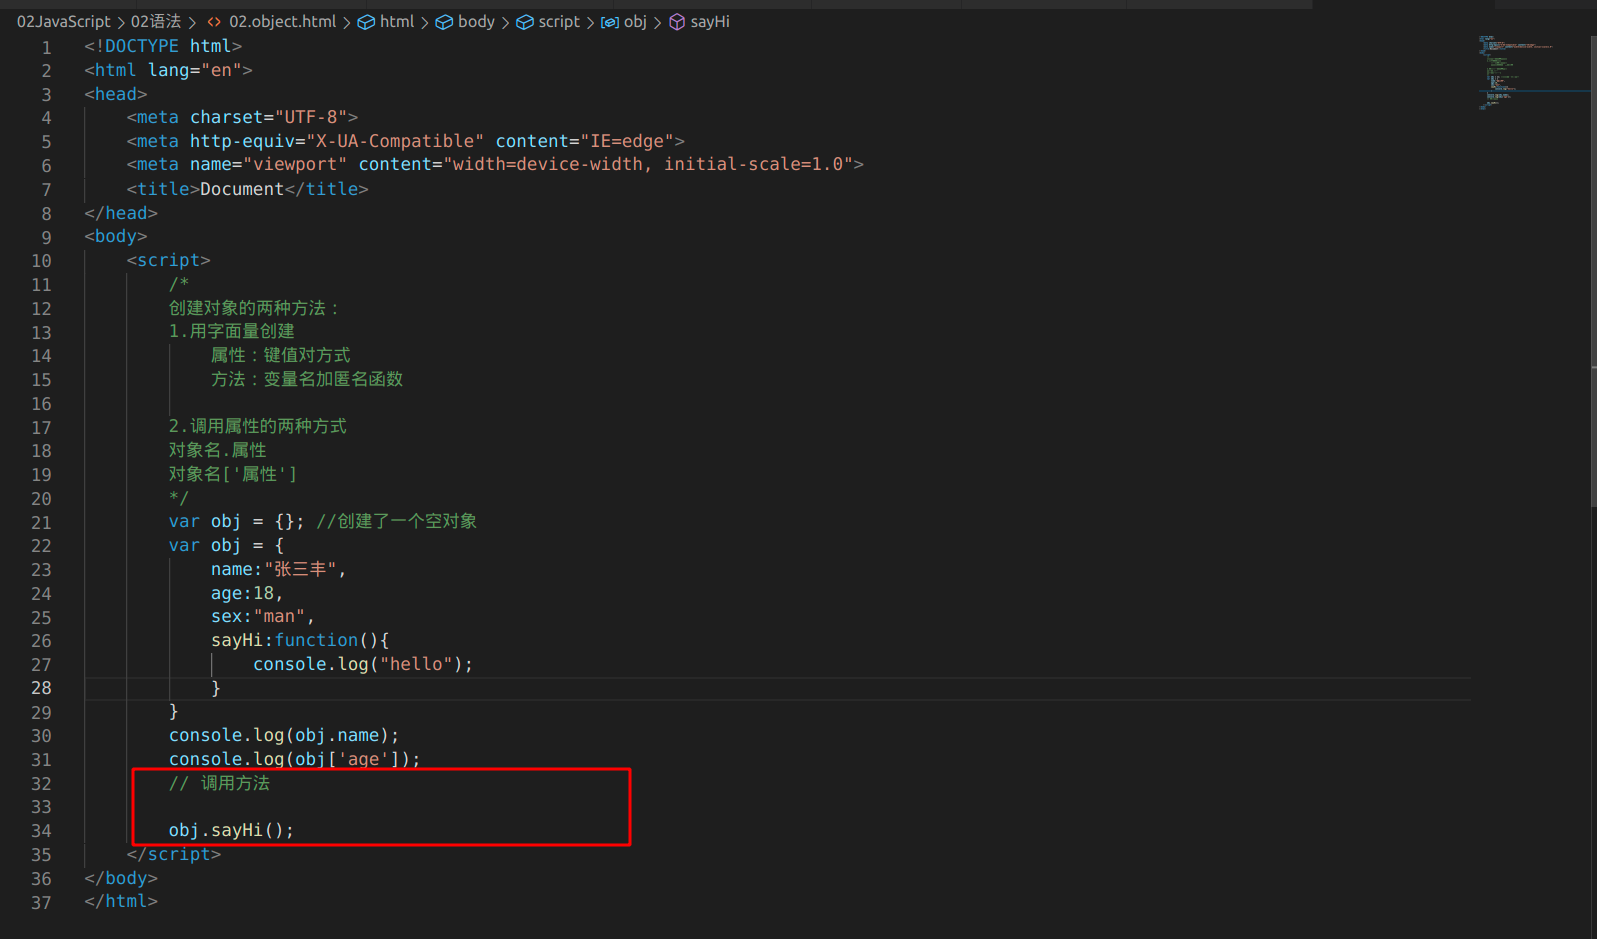 02JavaScript > 02语法 > <> 02.object.html > html > body > script > obj > sayHi
1 <!DOCTYPE html>
2 <html lang="en">
3 <head>
4 <meta charset="UTF-8">
5 <meta http-equiv="X-UA-Compatible" content="IE=edge">
6 <meta name="viewport" content="width=device-width, initial-scale=1.0">
7 <title>Document</title>
8 </head>
9 <body>
10 <script>
11 /*
12 创建对象的两种方法：
13 1.用字面量创建
14 属性：键值对方式
15 方法：变量名加匿名函数
16
17 2.调用属性的两种方式
18 对象名.属性
19 对象名['属性']
20 */
21 var obj = {}; //创建了一个空对象
22 var obj = {
23 name:"张三丰",
24 age:18,
25 sex:"man",
26 sayHi:function(){
27 console.log("hello");
28 }
29 }
30 console.log(obj.name);
31 console.log(obj['age']);
32 // 调用方法
33
34 obj.sayHi();
35 </script>
36 </body>
37 </html>